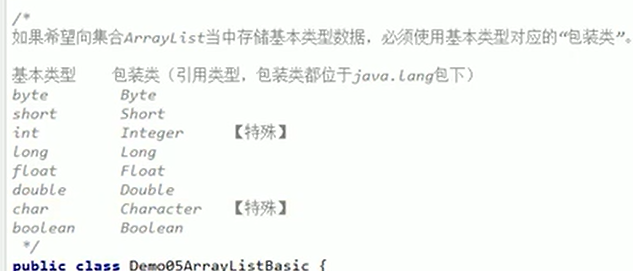 /*
如果希望向集合ArrayList当中存储基本类型数据，必须使用基本类型对应的“包装类”。
基本类型    包装类（引用类型，包装类都位于java.lang包下）
byte        Byte
short       Short
int         Integer     【特殊】
long        Long
float       Float
double      Double
char        Character   【特殊】
boolean     Boolean
*/
public class Demo05ArrayListBasic {